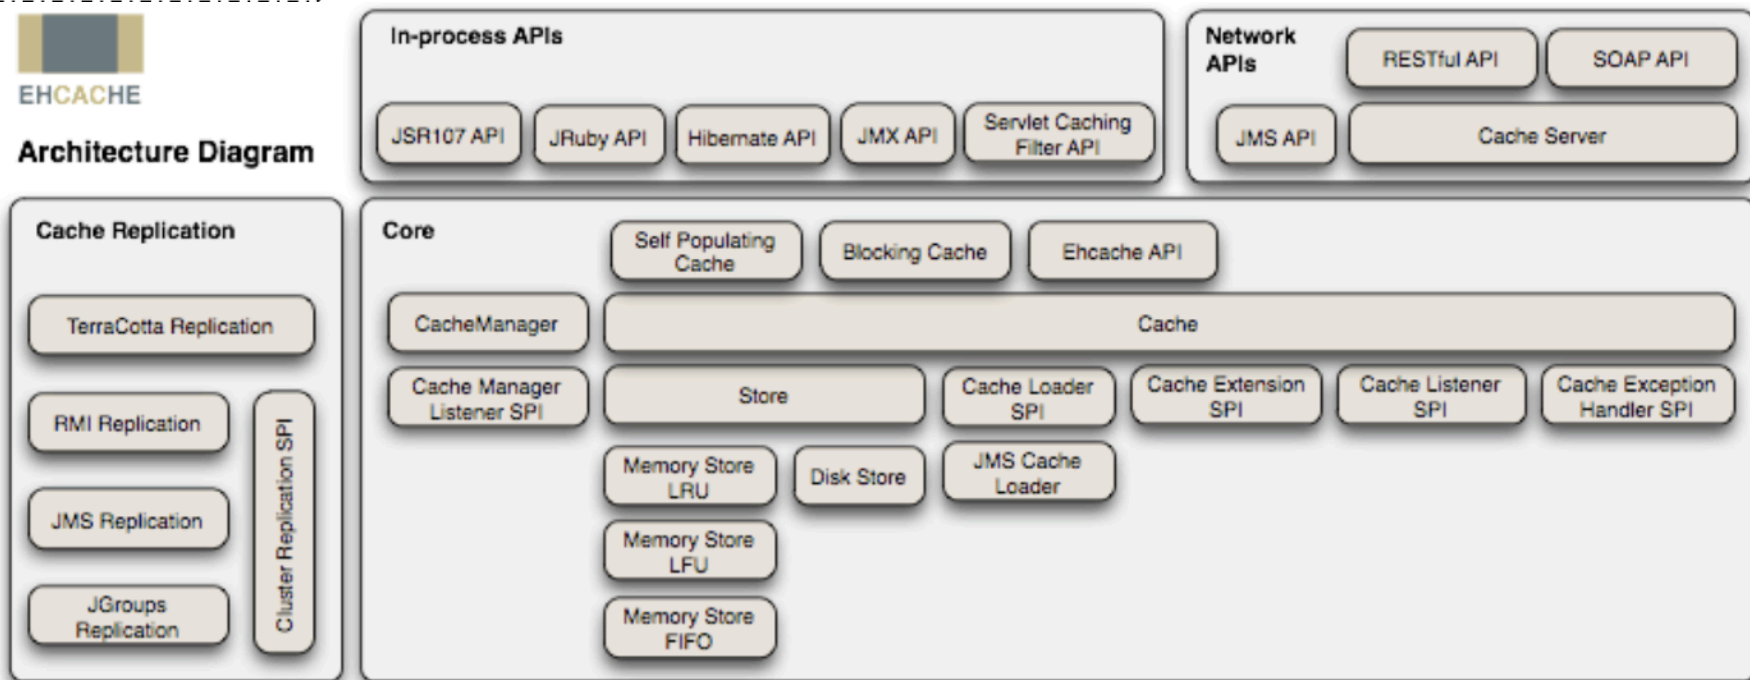 EHCACHE
Architecture Diagram
In-process APIs
JSR107 API
JRuby API
Hibernate API
JMX API
Servlet Caching
Filter API
Network
APIs
RESTful API
SOAP API
JMS API
Cache Server
Cache Replication
TerraCotta Replication
RMI Replication
JMS Replication
JGroups
Replication
Cluster Replication SPI
Core
Self Populating
Cache
Blocking Cache
Ehcache API
CacheManager
Cache
Cache Manager
Listener SPI
Store
Cache Loader
SPI
Cache Extension
SPI
Cache Listener
SPI
Cache Exception
Handler SPI
Memory Store
LRU
Disk Store
JMS Cache
Loader
Memory Store
LFU
Memory Store
FIFO